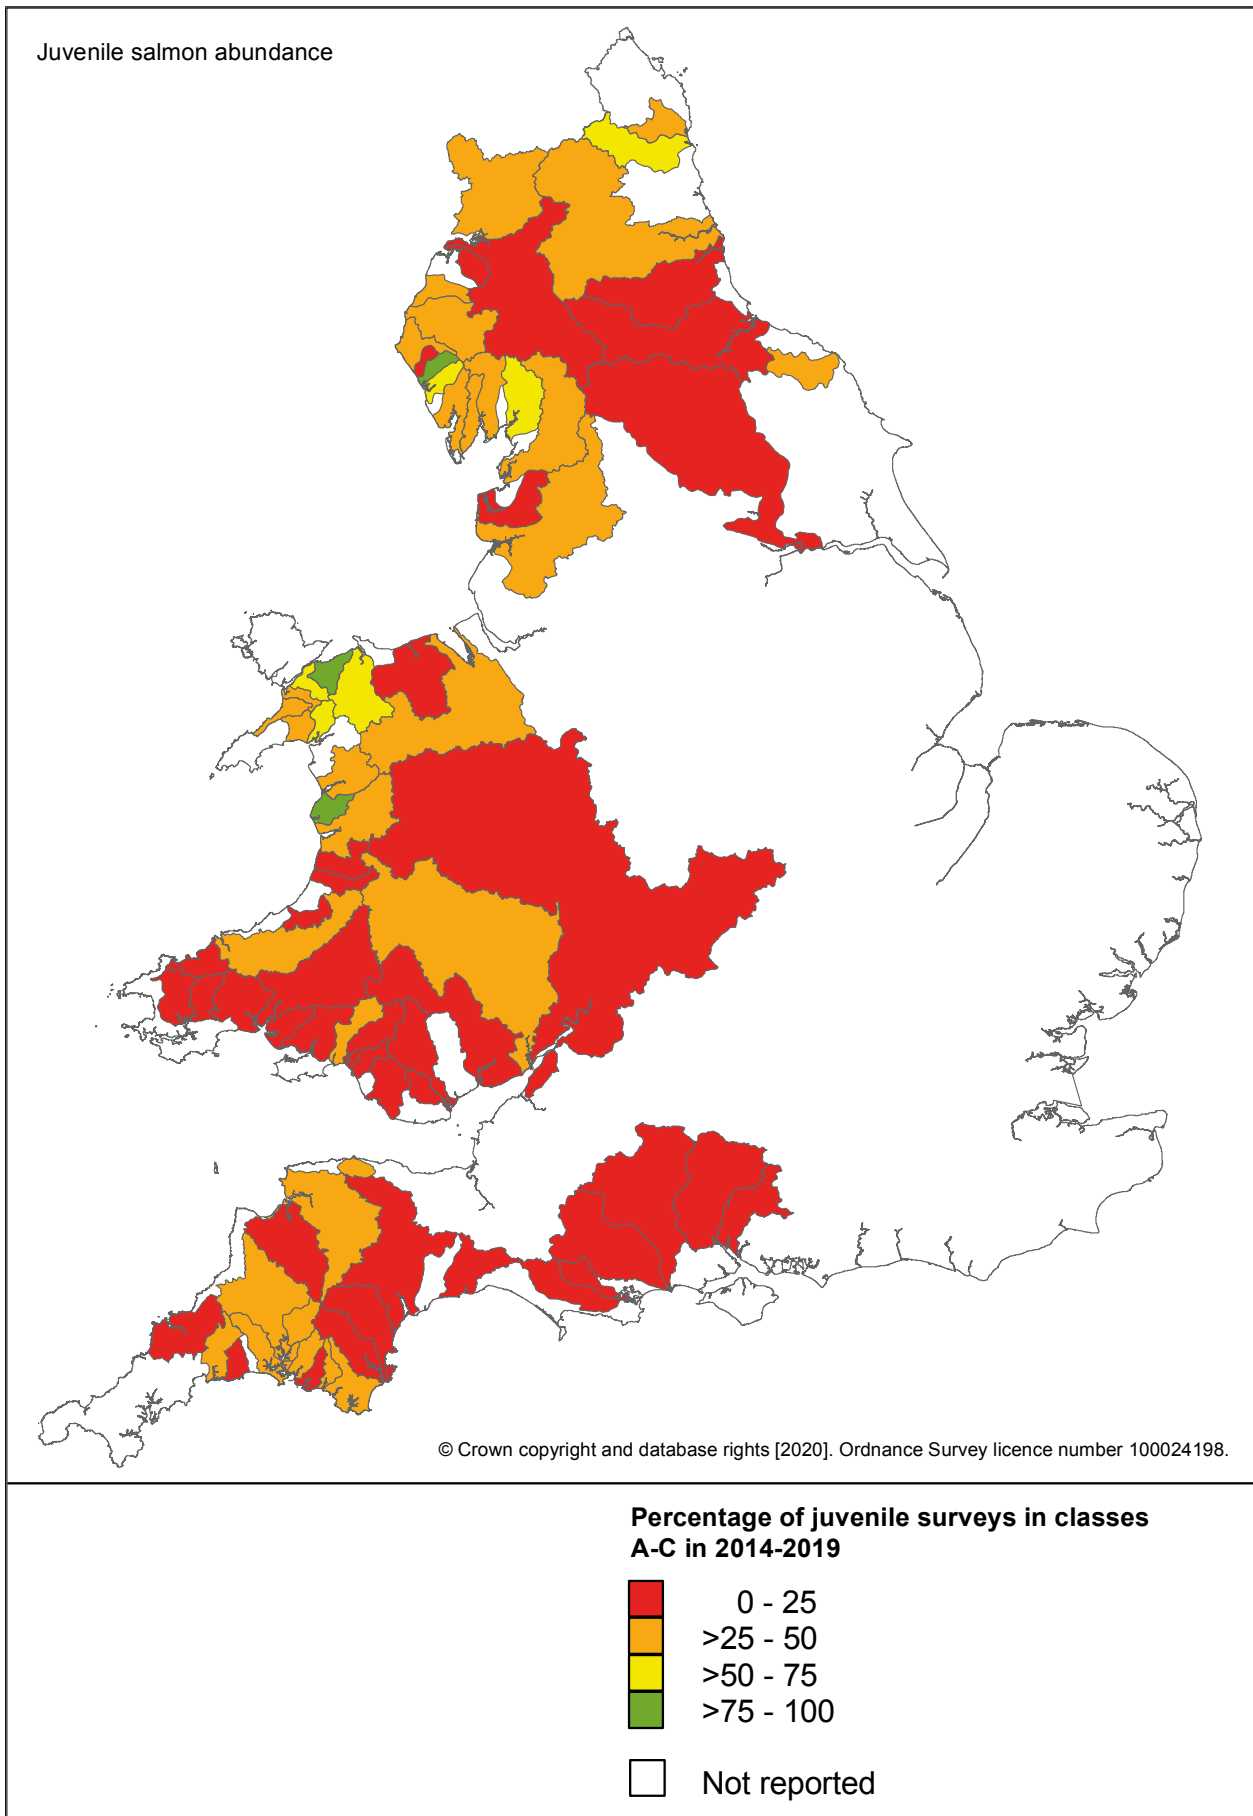 Juvenile salmon abundance
© Crown copyright and database rights [2020]. Ordnance Survey licence number 100024198.
Percentage of juvenile surveys in classes
A-C in 2014-2019
0 - 25
>25 - 50
>50 - 75
>75 - 100
Not reported